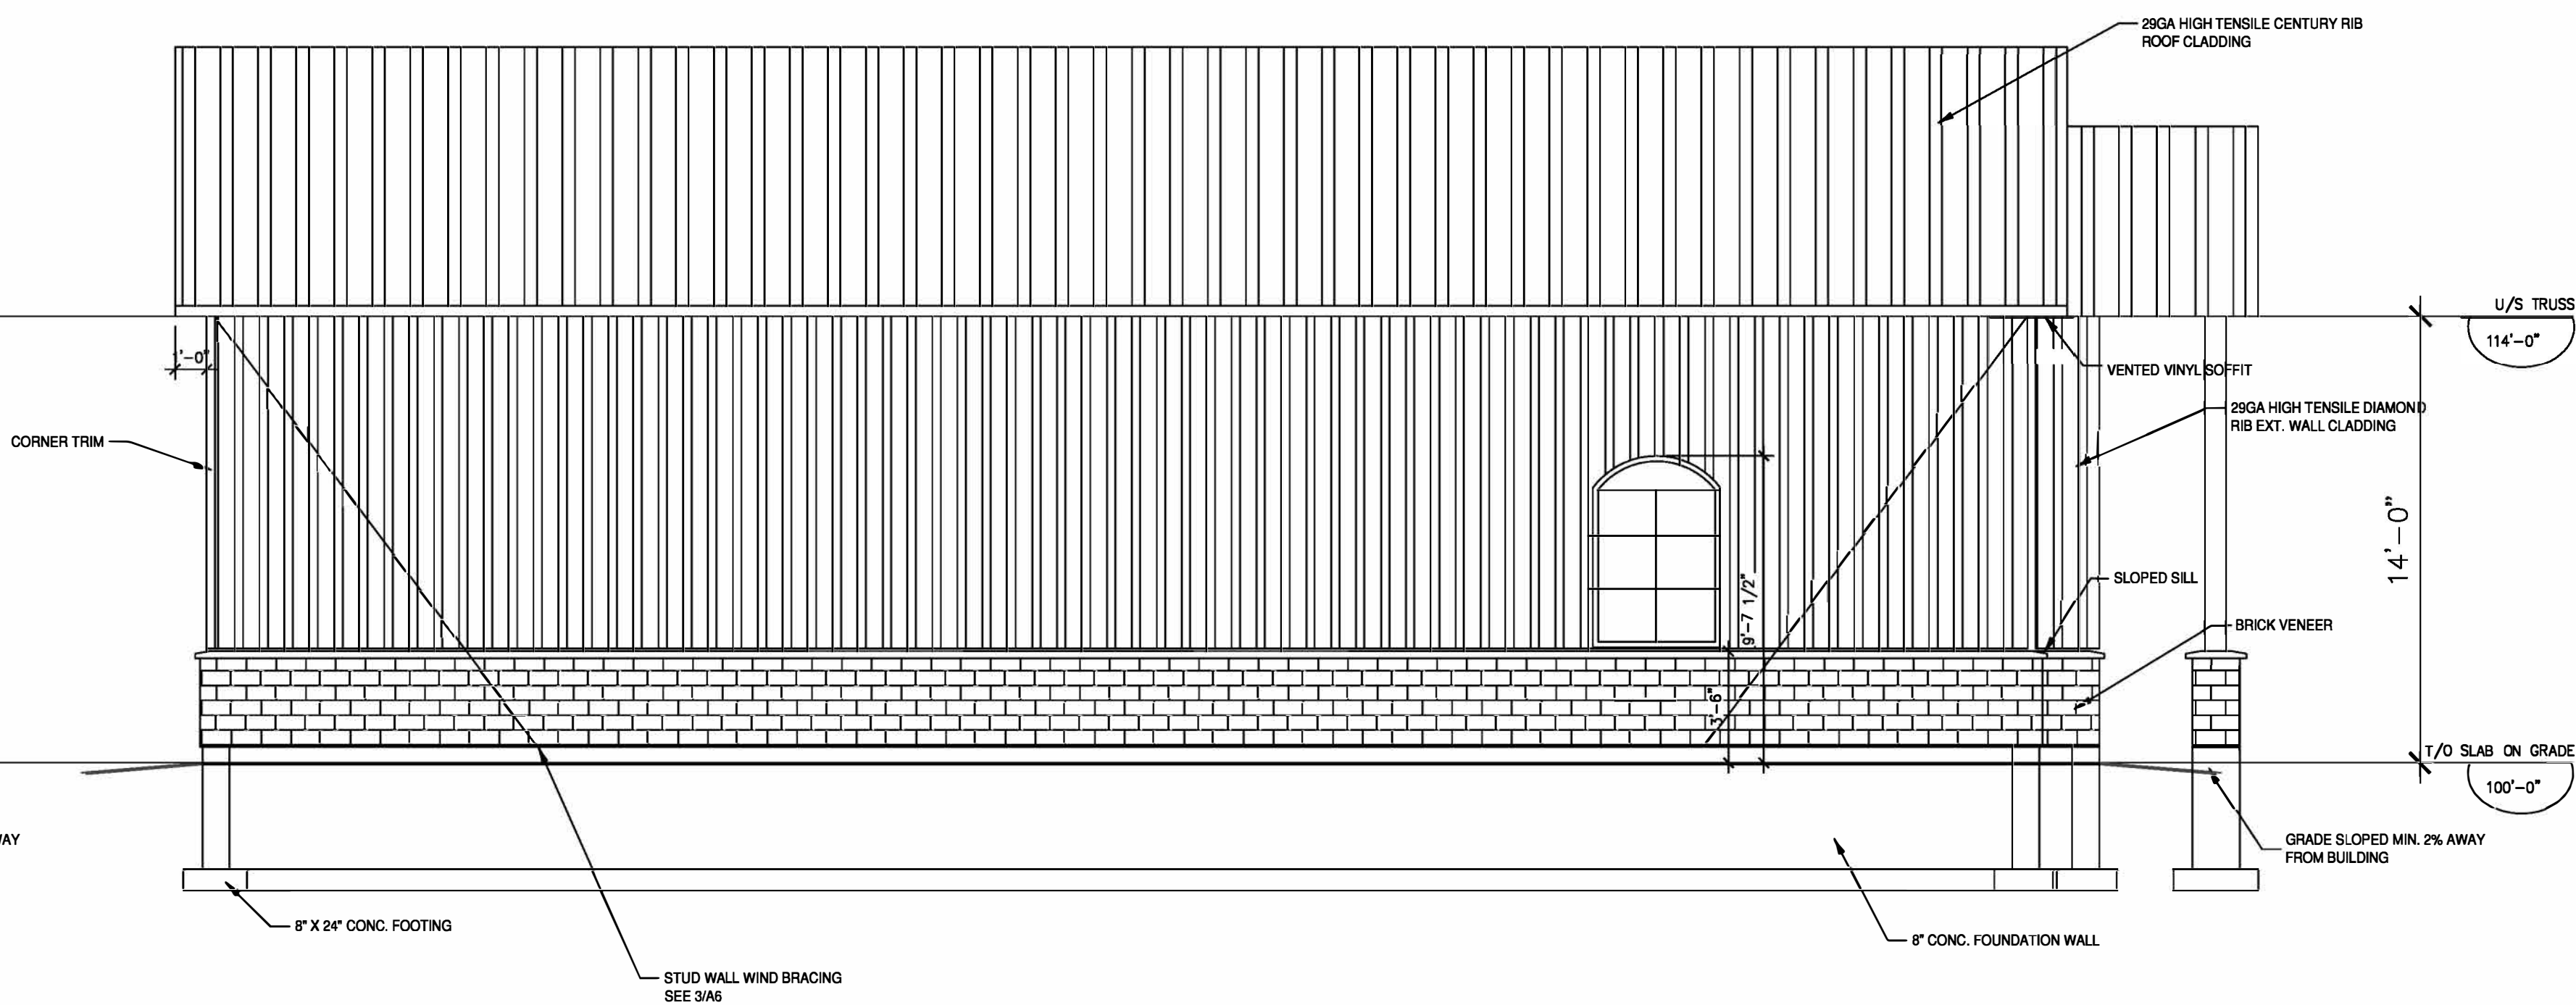 29GA HIGH TENSILE CENTURY RIB
ROOF CLADDING
U/S TRUSS
114'-0"
1'-0"
VENTED VINYL SOFFIT
29GA HIGH TENSILE DIAMOND
RIB EXT. WALL CLADDING
CORNER TRIM
14'-0"
SLOPED SILL
9'-7 1/2"
BRICK VENEER
3'-6"
T/O SLAB ON GRADE
100'-0"
GRADE SLOPED MIN. 2% AWAY
FROM BUILDING
8" X 24" CONC. FOOTING
8" CONC. FOUNDATION WALL
STUD WALL WIND BRACING
SEE 3/A6